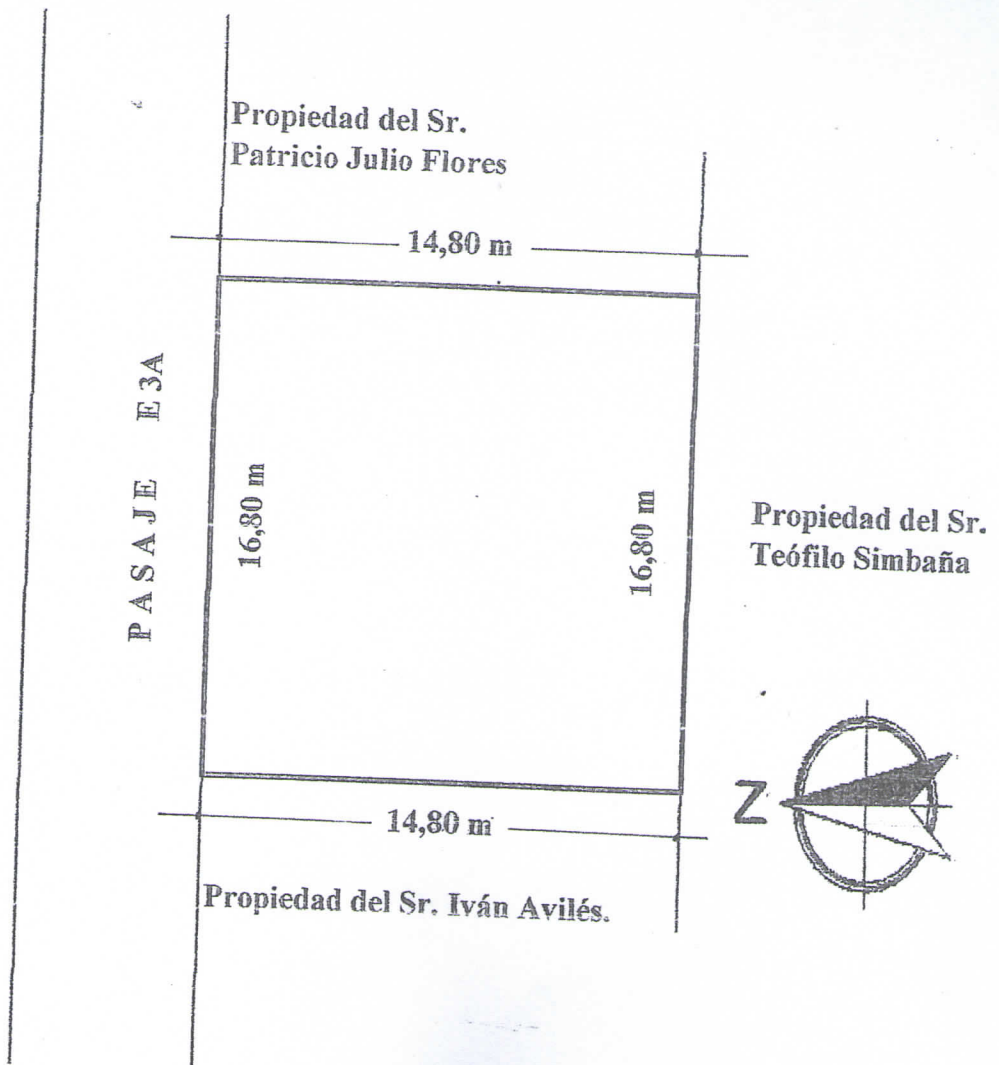 Propiedad del Sr.
Patricio Julio Flores
14,80 m
PASAJE E3A
16,80 m
16,80 m
Propiedad del Sr.
Teófilo Simbaña
N
14,80 m
Propiedad del Sr. Iván Avilés.